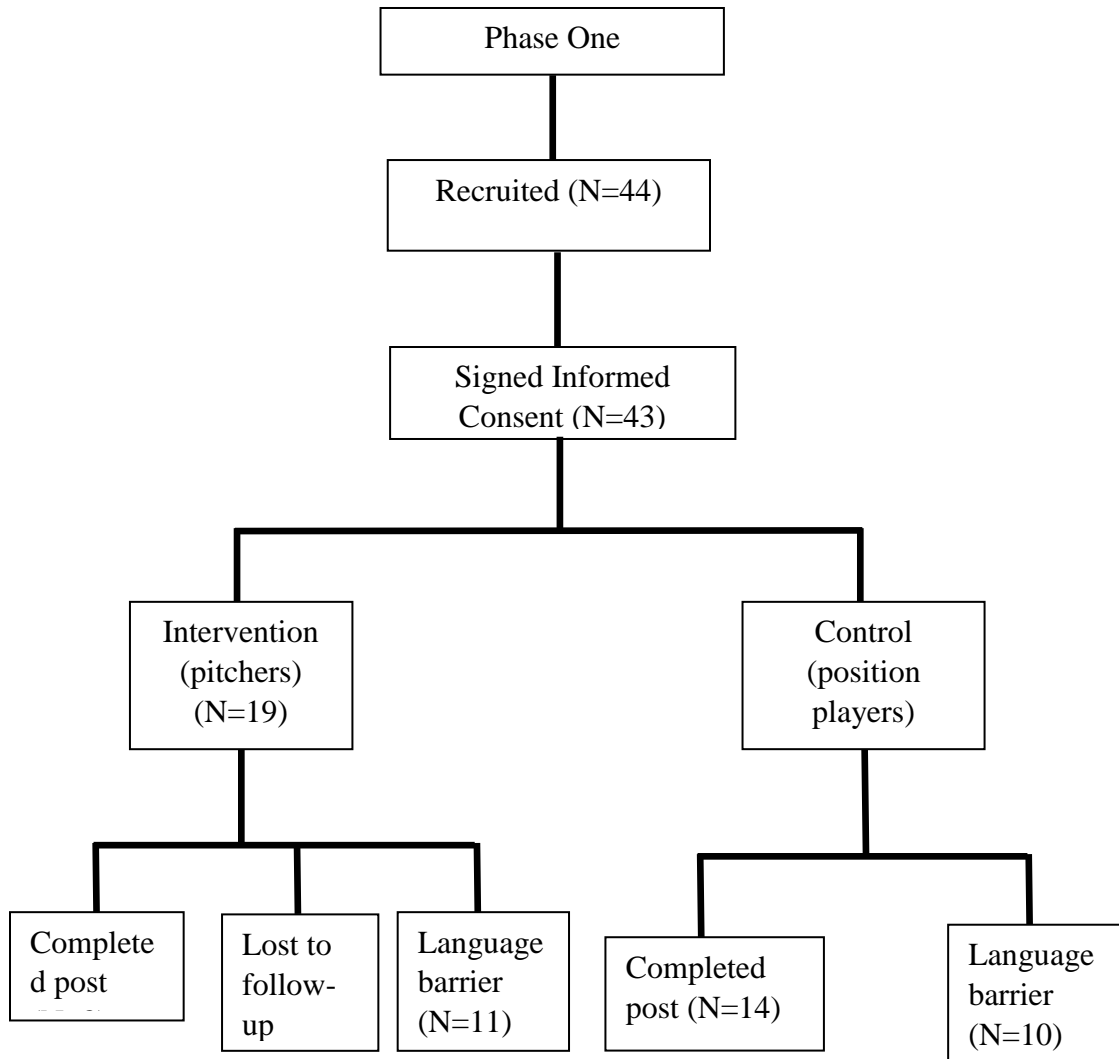 Phase One
Recruited (N=44)
Signed Informed
Consent (N=43)
Intervention
(pitchers)
(N=19)
Control
(position
players)
Complete
d post
Lost to
follow-
up
Language
barrier
(N=11)
Completed
post (N=14)
Language
barrier
(N=10)